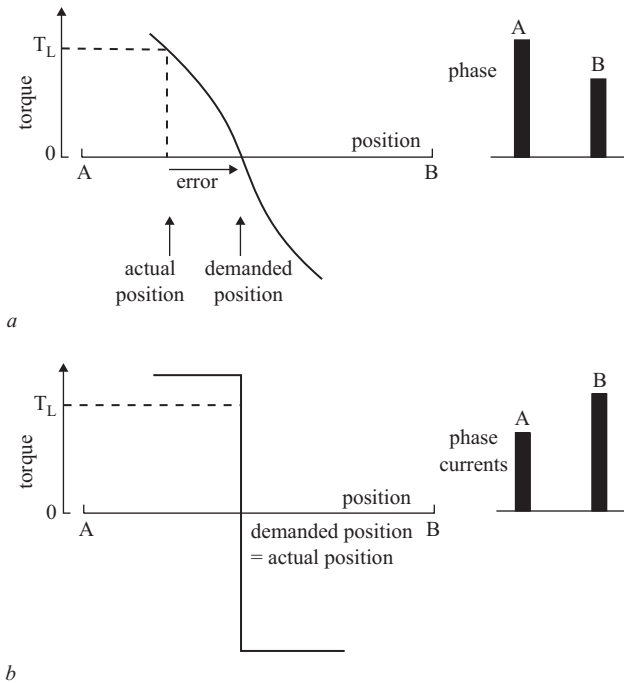 T_L
torque
0
A
position
B
error
actual
position
demanded
position
phase
A
B
a
T_L
torque
0
A
position
B
demanded position
= actual position
phase
currents
A
B
b